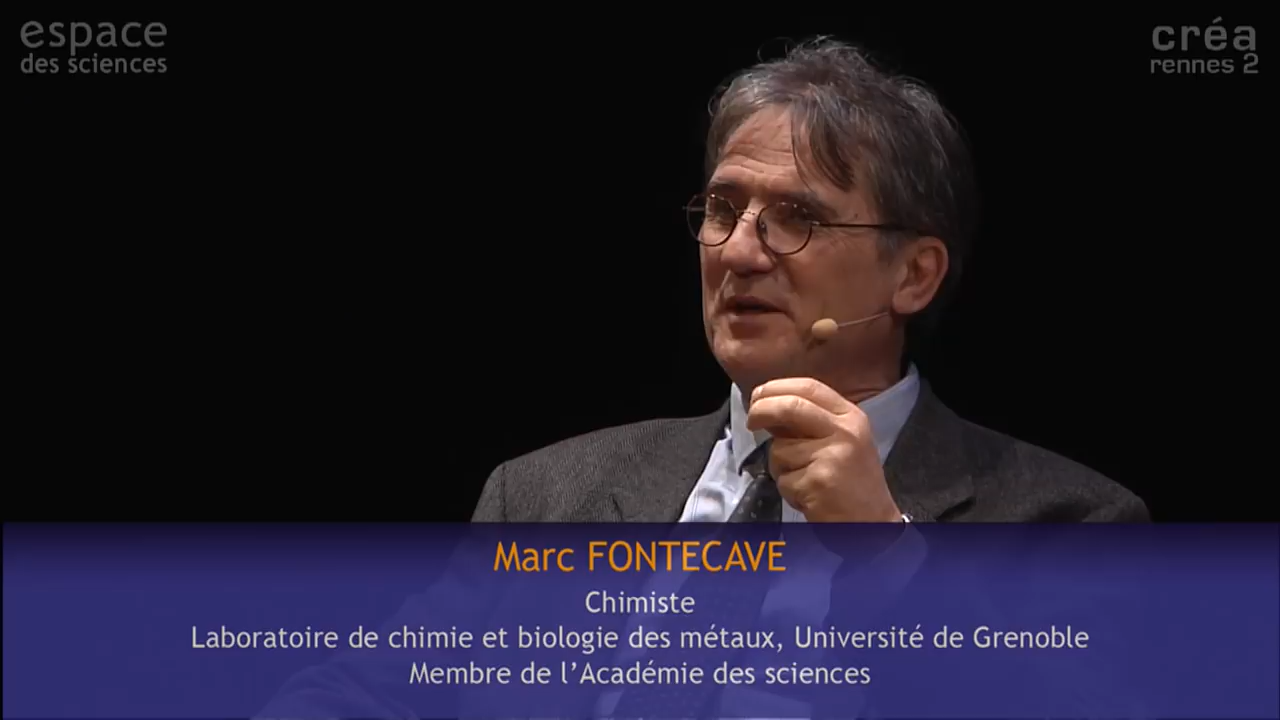 espace
des sciences
créa
rennes 2
Marc FONTECAVE
Chimiste
Laboratoire de chimie et biologie des métaux, Université de Grenoble
Membre de l’Académie des sciences